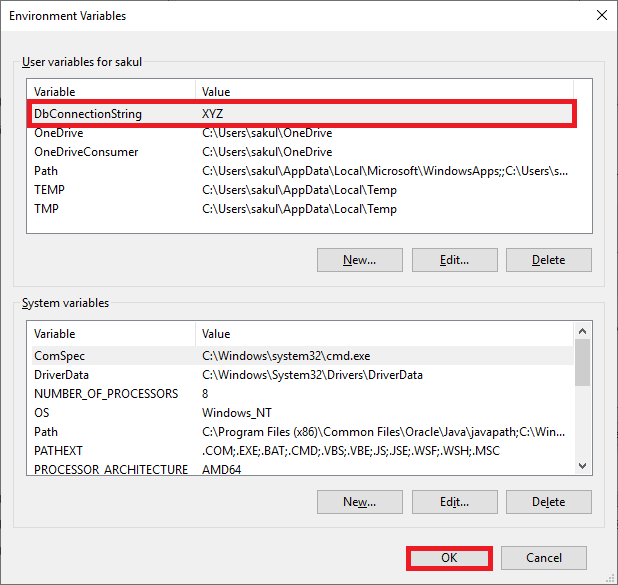 Environment Variables
User variables for sakul
Variable Value
DbConnectionString XYZ
OneDrive C:\Users\sakul\OneDrive
OneDriveConsumer C:\Users\sakul\OneDrive
Path C:\Users\sakul\AppData\Local\Microsoft\WindowsApps;;C:\Users\s...
TEMP C:\Users\sakul\AppData\Local\Temp
TMP C:\Users\sakul\AppData\Local\Temp
New... Edit... Delete
System variables
Variable Value
ComSpec C:\Windows\system32\cmd.exe
DriverData C:\Windows\System32\Drivers\DriverData
NUMBER_OF_PROCESSORS 8
OS Windows_NT
Path C:\Program Files (x86)\Common Files\Oracle\Java\javapath;C:\Win...
PATHEXT .COM;.EXE;.BAT;.CMD;.VBS;.VBE;.JS;.JSE;.WSF;.WSH;.MSC
PROCESSOR_ARCHITECTURE AMD64
New... Edit... Delete
OK Cancel